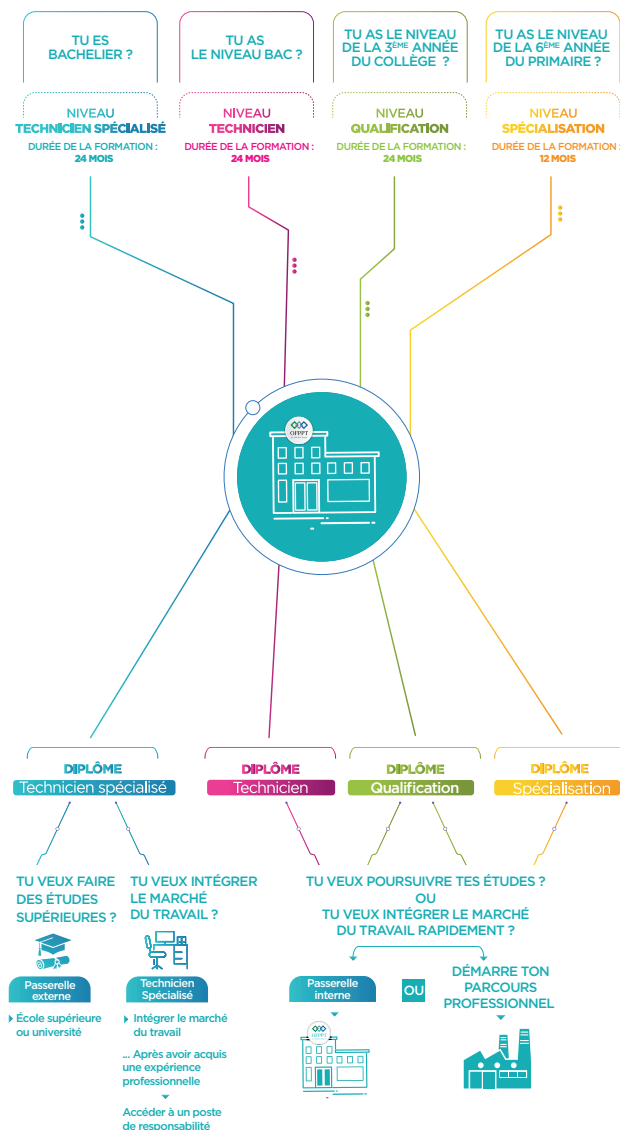 TU ES
BACHELIER ?
TU AS
LE NIVEAU BAC ?
TU AS LE NIVEAU
DE LA 3ÈME ANNÉE
DU COLLÈGE ?
TU AS LE NIVEAU
DE LA 6ÈME ANNÉE
DU PRIMAIRE ?
NIVEAU
TECHNICIEN SPÉCIALISÉ
DURÉE DE LA FORMATION :
24 MOIS
NIVEAU
TECHNICIEN
DURÉE DE LA FORMATION :
24 MOIS
NIVEAU
QUALIFICATION
DURÉE DE LA FORMATION :
24 MOIS
NIVEAU
SPÉCIALISATION
DURÉE DE LA FORMATION :
12 MOIS
OFPPT
DIPLÔME
Technicien spécialisé
DIPLÔME
Technicien
DIPLÔME
Qualification
DIPLÔME
Spécialisation
TU VEUX FAIRE
DES ÉTUDES
SUPÉRIEURES ?
Passerelle
externe
École supérieure
ou université
TU VEUX INTÉGRER
LE MARCHÉ
DU TRAVAIL ?
Technicien
Spécialisé
Intégrer le marché
du travail
... Après avoir acquis
une expérience
professionnelle
Accéder à un poste
de responsabilité
TU VEUX POURSUIVRE TES ÉTUDES ?
OU
TU VEUX INTÉGRER LE MARCHÉ
DU TRAVAIL RAPIDEMENT ?
Passerelle
interne
OU
DÉMARRE TON
PARCOURS
PROFESSIONNEL
OFPPT